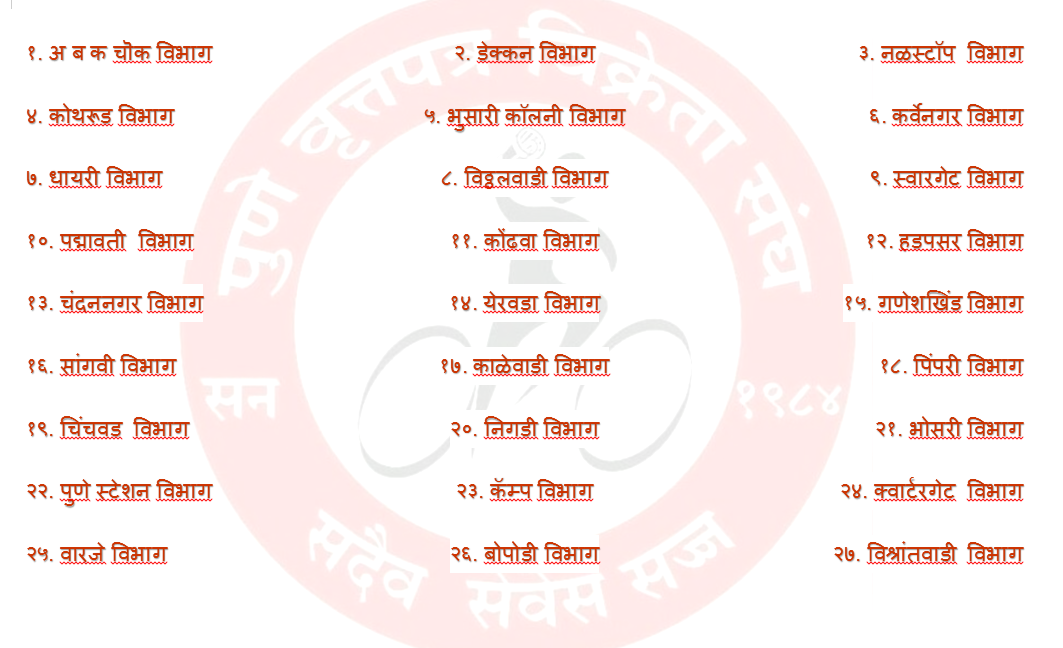 पुणे वृत्तपत्र विक्रेता संघ
१. अ ब क चॊक विभाग २. डेक्कन विभाग ३. नळस्टॉप विभाग
४. कोथरूड विभाग ५. भुसारी कॉलनी विभाग ६. कर्वेनगर विभाग
७. धायरी विभाग ८. विठ्ठलवाडी विभाग ९. स्वारगेट विभाग
१०. पद्मावती विभाग ११. कोंढवा विभाग १२. हडपसर विभाग
१३. चंदननगर विभाग १४. येरवडा विभाग १५. गणेशखिंड विभाग
१६. सांगवी विभाग १७. काळेवाडी विभाग १८. पिंपरी विभाग
सन १९८४
१९. चिंचवड विभाग २०. निगडी विभाग २१. भोसरी विभाग
२२. पुणे स्टेशन विभाग २३. कॅम्प विभाग २४. क्वार्टरगेट विभाग
२५. वारजे विभाग २६. बोपोडी विभाग २७. विश्रांतवाडी विभाग
सदैव सेवेस सज्ज